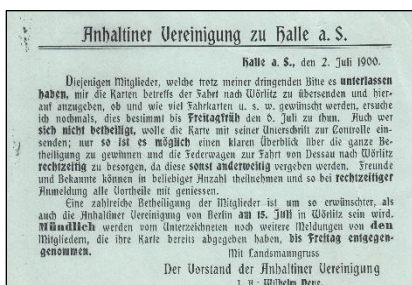 Anhaltiner Vereinigung zu Halle a. S.
Halle a. S., den 2. Juli 1900.
Diejenigen Mitglieder, welche trotz meiner dringenden Bitte es unterlassen
haben, mir die Karten betreffs der Fahrt nach Wörlitz zu übersenden und hier-
auf anzugeben, ob und wie viel Fahrkarten u. s. w. gewünscht werden, ersuche
ich nochmals, dies bestimmt bis Freitagfrüh den 6. Juli zu thun. Auch wer
sich nicht betheiligt, wolle die Karte mit seiner Unterschrift zur Controlle ein-
senden; nur so ist es möglich einen klaren Überblick über die ganze Be-
theiligung zu gewinnen und die Federwagen zur Fahrt von Dessau nach Wörlitz
rechtzeitig zu besorgen, da diese sonst anderweitig vergeben werden. Freunde
und Bekannte können in beliebiger Anzahl theilnehmen und so bei rechtzeitiger
Anmeldung alle Vortheile mit geniessen.
Eine zahlreiche Betheiligung der Mitglieder ist um so erwünschter, als
auch die Anhaltiner Vereinigung von Berlin am 15. Juli in Wörlitz sein wird.
Mündlich werden vom Unterzeichneten noch weitere Meldungen von den
Mitgliedern, die ihre Karte bereits abgegeben haben, bis Freitag entgegen-
genommen.
Mit Landsmanngruss
Der Vorstand der Anhaltiner Vereinigung
Wilhelm